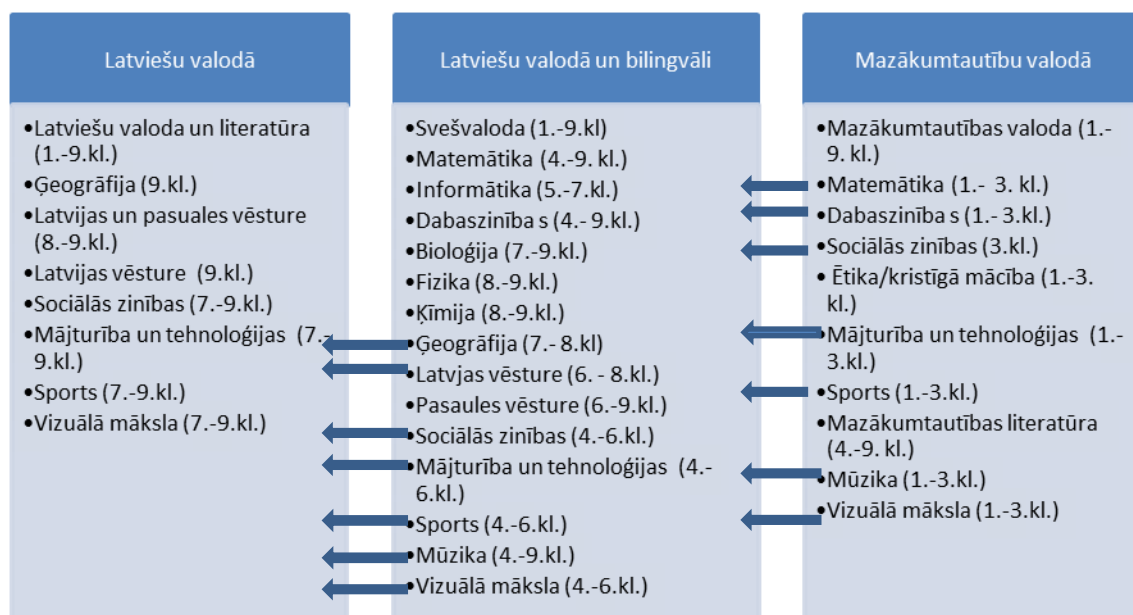 Latviešu valodā
•Latviešu valoda un literatūra
(1.-9.kl.)
•Ģeogrāfija (9.kl.)
•Latvijas un pasuales vēsture
(8.-9.kl.)
•Latvijas vēsture (9.kl.)
•Sociālās zinības (7.-9.kl.)
•Mājturība un tehnoloģijas (7.-
9.kl.)
•Sports (7.-9.kl.)
•Vizuālā māksla (7.-9.kl.)
Latviešu valodā un bilingvāli
•Svešvaloda (1.-9.kl)
•Matemātika (4.-9. kl.)
•Informātika (5.-7.kl.)
•Dabaszinība s (4.- 9.kl.)
•Bioloģija (7.-9.kl.)
•Fizika (8.-9.kl.)
•Ķīmija (8.-9.kl.)
•Ģeogrāfija (7.- 8.kl)
•Latvjas vēsture (6. - 8.kl.)
•Pasaules vēsture (6.-9.kl.)
•Sociālās zinības (4.-6.kl.)
•Mājturība un tehnoloģijas (4.-
6.kl.)
•Sports (4.-6.kl.)
•Mūzika (4.-9.kl.)
•Vizuālā māksla (4.-6.kl.)
Mazākumtautību valodā
•Mazākumtautības valoda (1.-
9. kl.)
•Matemātika (1.- 3. kl.)
•Dabaszinība s (1.- 3.kl.)
•Sociālās zinības (3.kl.)
• Ētika/kristīgā mācība (1.-3.
kl.)
•Mājturība un tehnoloģijas (1.-
3.kl.)
•Sports (1.-3.kl.)
•Mazākumtautības literatūra
(4.-9. kl.)
•Mūzika (1.-3.kl.)
•Vizuālā māksla (1.-3.kl.)